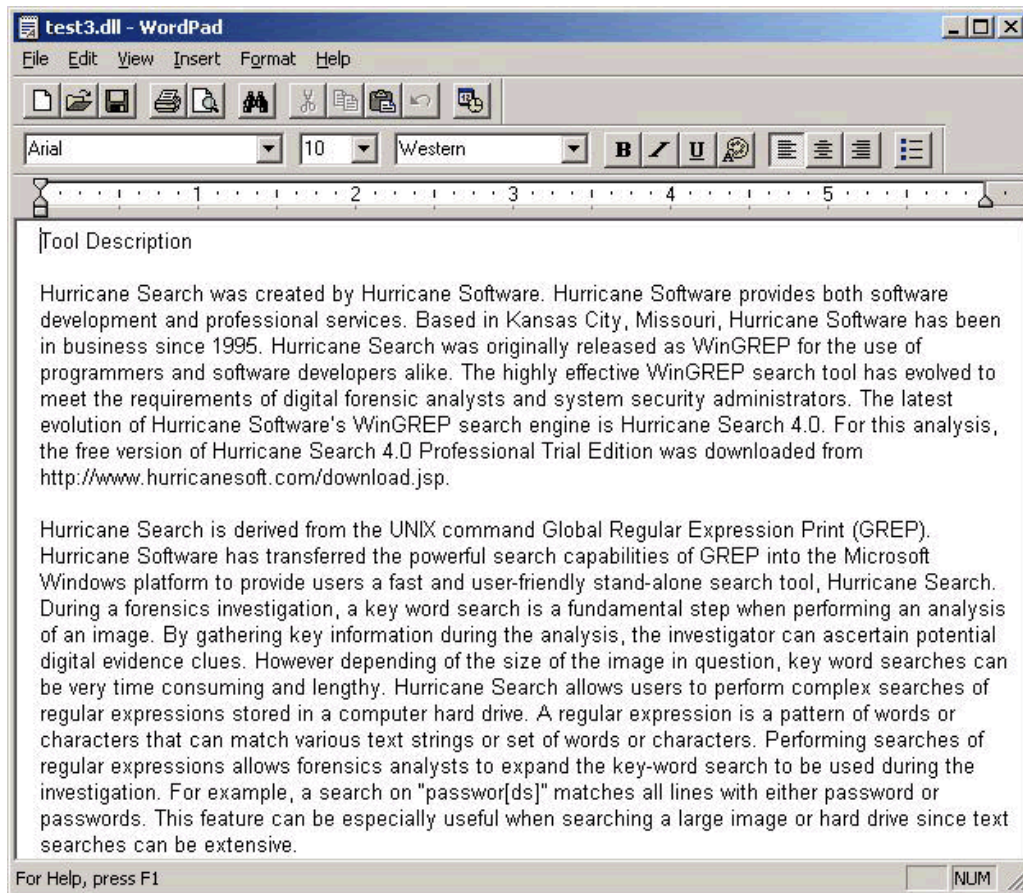 test3.dll - WordPad
File Edit View Insert Format Help
Arial 10 Western B I U
1 2 3 4 5
Tool Description
Hurricane Search was created by Hurricane Software. Hurricane Software provides both software
development and professional services. Based in Kansas City, Missouri, Hurricane Software has been
in business since 1995. Hurricane Search was originally released as WinGREP for the use of
programmers and software developers alike. The highly effective WinGREP search tool has evolved to
meet the requirements of digital forensic analysts and system security administrators. The latest
evolution of Hurricane Software's WinGREP search engine is Hurricane Search 4.0. For this analysis,
the free version of Hurricane Search 4.0 Professional Trial Edition was downloaded from
http://www.hurricanesoft.com/download.jsp.
Hurricane Search is derived from the UNIX command Global Regular Expression Print (GREP).
Hurricane Software has transferred the powerful search capabilities of GREP into the Microsoft
Windows platform to provide users a fast and user-friendly stand-alone search tool, Hurricane Search.
During a forensics investigation, a key word search is a fundamental step when performing an analysis
of an image. By gathering key information during the analysis, the investigator can ascertain potential
digital evidence clues. However depending of the size of the image in question, key word searches can
be very time consuming and lengthy. Hurricane Search allows users to perform complex searches of
regular expressions stored in a computer hard drive. A regular expression is a pattern of words or
characters that can match various text strings or set of words or characters. Performing searches of
regular expressions allows forensics analysts to expand the key-word search to be used during the
investigation. For example, a search on "passwor[ds]" matches all lines with either password or
passwords. This feature can be especially useful when searching a large image or hard drive since text
searches can be extensive.
For Help, press F1 NUM